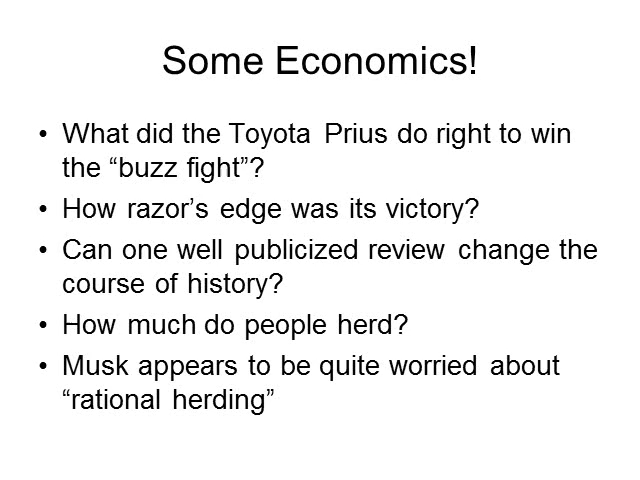 Some Economics!
• What did the Toyota Prius do right to win
the “buzz fight”?
• How razor’s edge was its victory?
• Can one well publicized review change the
course of history?
• How much do people herd?
• Musk appears to be quite worried about
“rational herding”